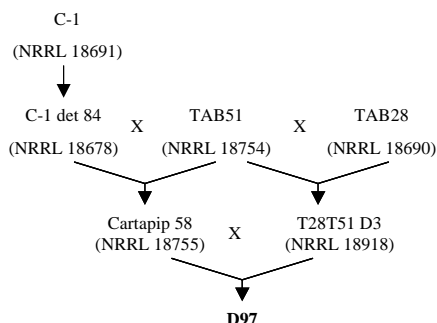 C-1
(NRRL 18691)
C-1 det 84 X TAB51 X TAB28
(NRRL 18678) (NRRL 18754) (NRRL 18690)
Cartapip 58 X T28T51 D3
(NRRL 18755) (NRRL 18918)
D97